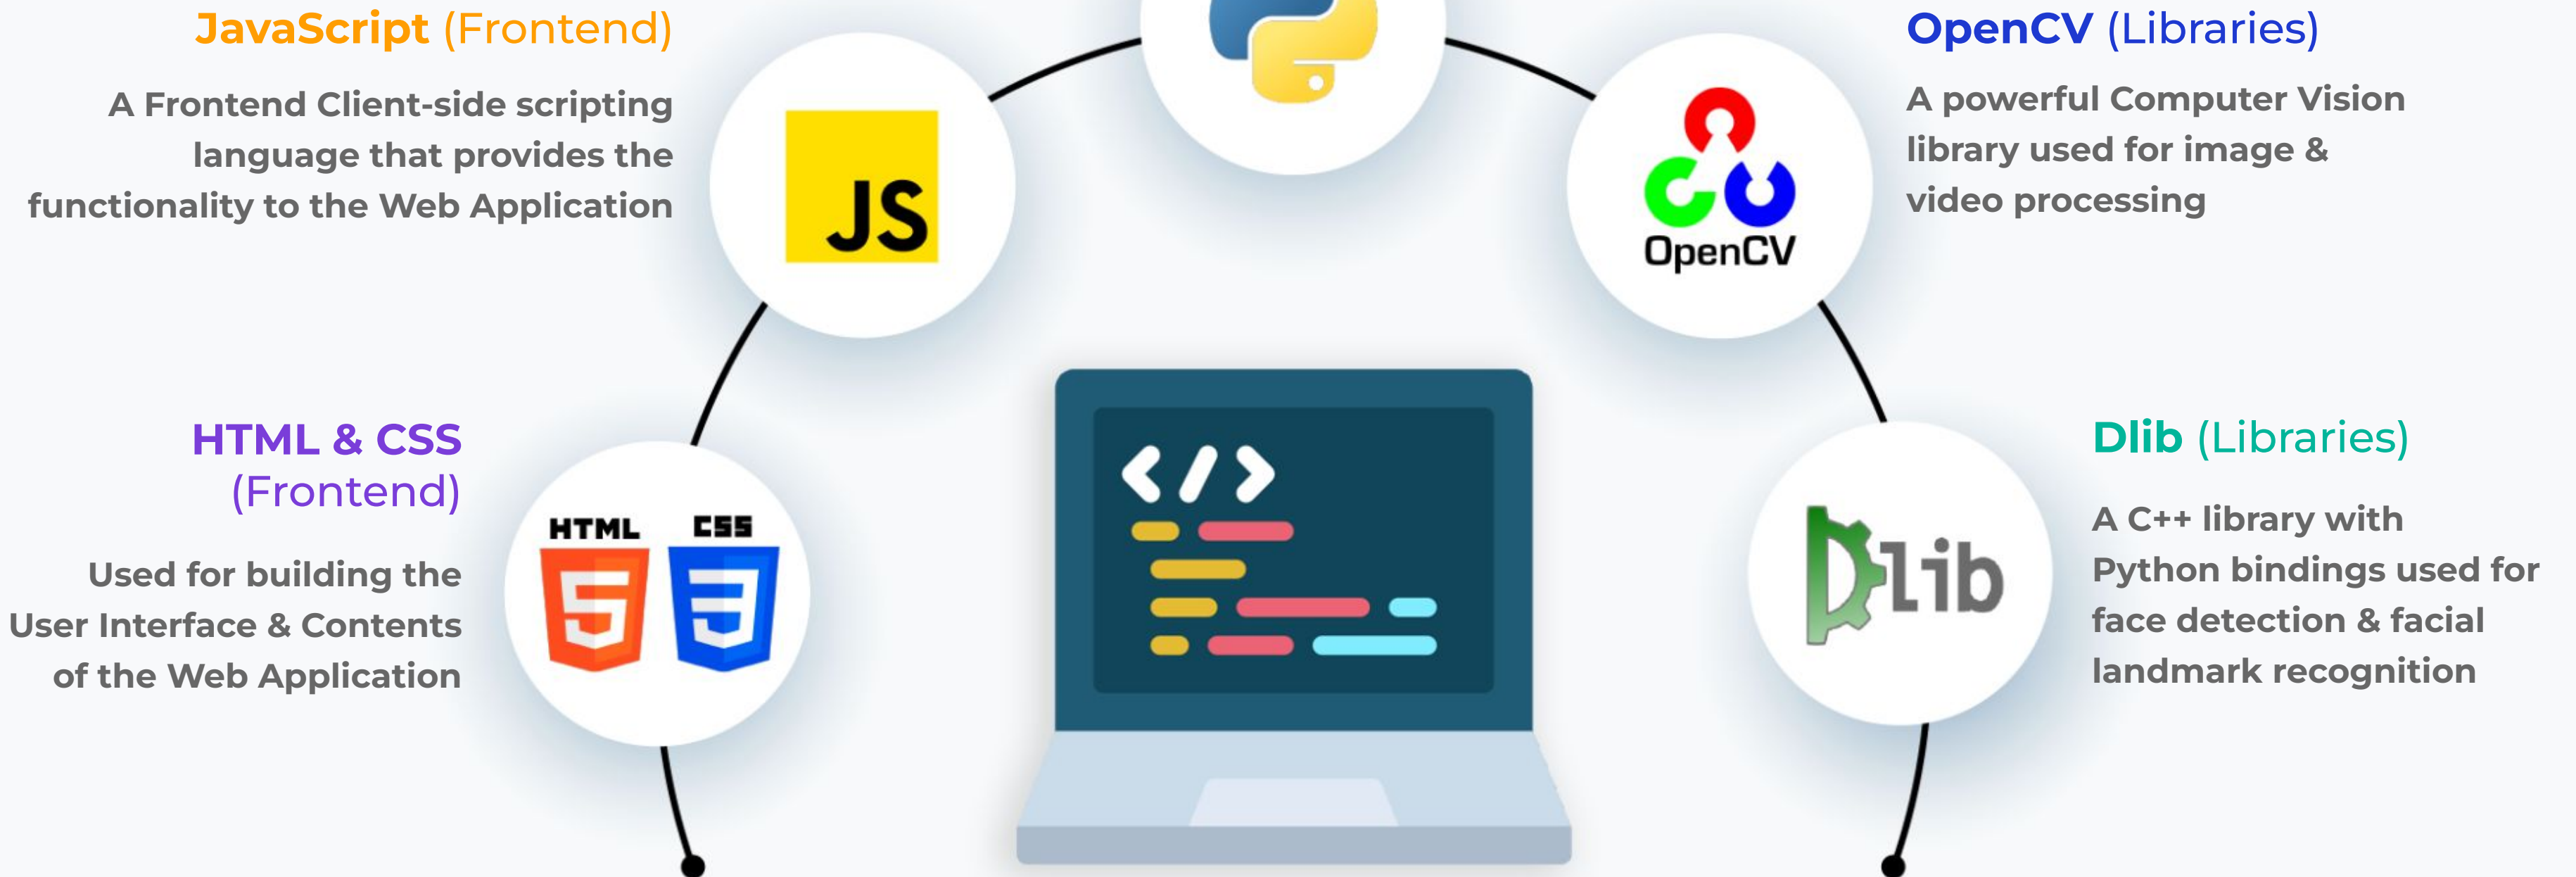 JavaScript (Frontend)
A Frontend Client-side scripting
language that provides the
functionality to the Web Application
JS
OpenCV (Libraries)
A powerful Computer Vision
library used for image &
video processing
OpenCV
HTML & CSS
(Frontend)
Used for building the
User Interface & Contents
of the Web Application
HTML CSS
5 3
</>
Dlib
Dlib (Libraries)
A C++ library with
Python bindings used for
face detection & facial
landmark recognition